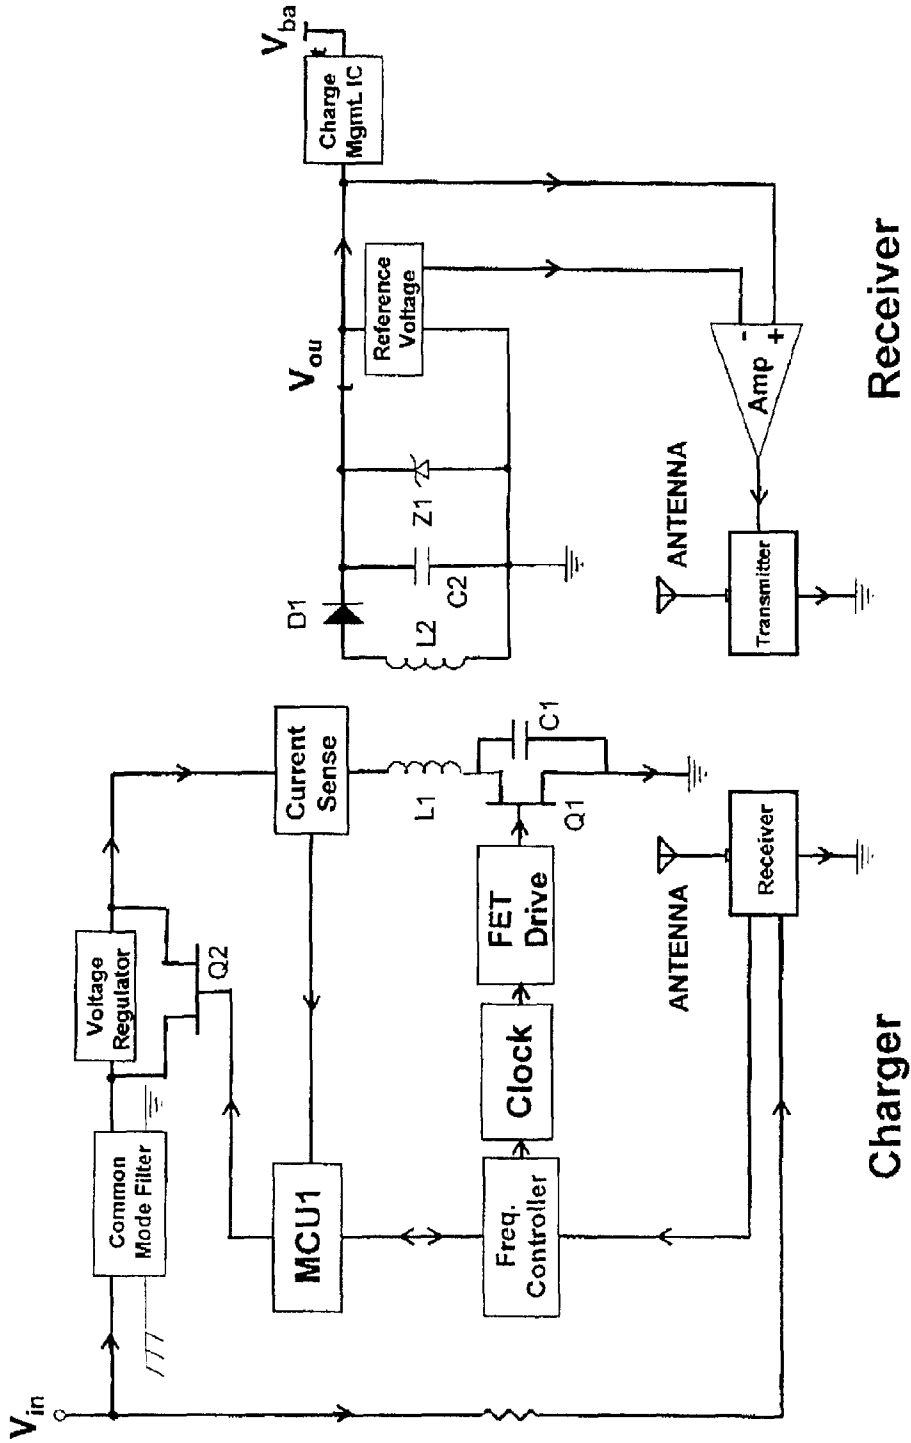 Vin
Common
Mode Filter
Voltage
Regulator
Q2
MCU1
Current
Sense
L1
Freq.
Controller
Clock
FET
Drive
Q1
C1
ANTENNA
Receiver
Charger
D1
L2
C2
Z1
Vou
t
Reference
Voltage
Charge
Mgmt. IC
Vba
t
ANTENNA
Transmitter
Amp
-
+
Receiver